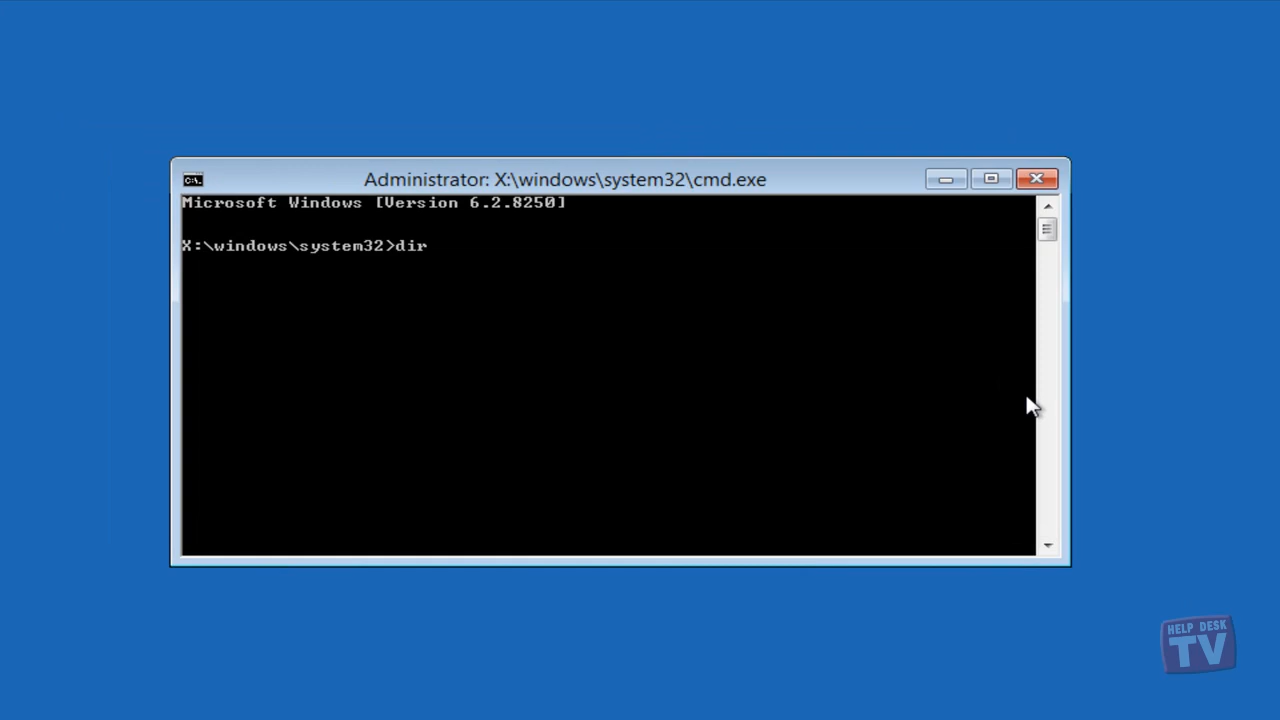 Administrator: X:\windows\system32\cmd.exe
Microsoft Windows [Version 6.2.8250]
X:\windows\system32>dir
HELP DESK
TV